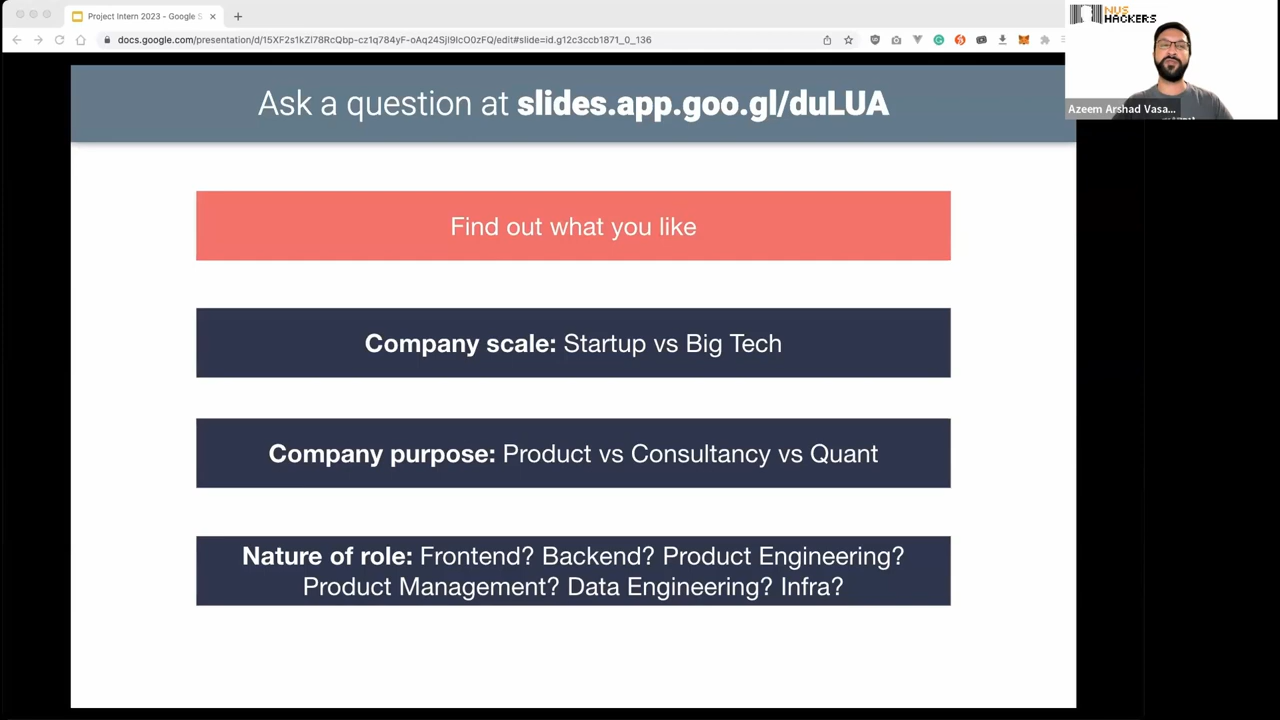 Project Intern 2023 - Google S
docs.google.com/presentation/d/15XF2s1kZl78RcQbp-cz1q784yF-oAq24SjI9IcO0zFQ/edit#slide=id.g12c3ccb1871_0_136
NUS
HACKERS
Azeem Arshad Vasa...
Ask a question at slides.app.goo.gl/duLUA
Find out what you like
Company scale: Startup vs Big Tech
Company purpose: Product vs Consultancy vs Quant
Nature of role: Frontend? Backend? Product Engineering?
Product Management? Data Engineering? Infra?